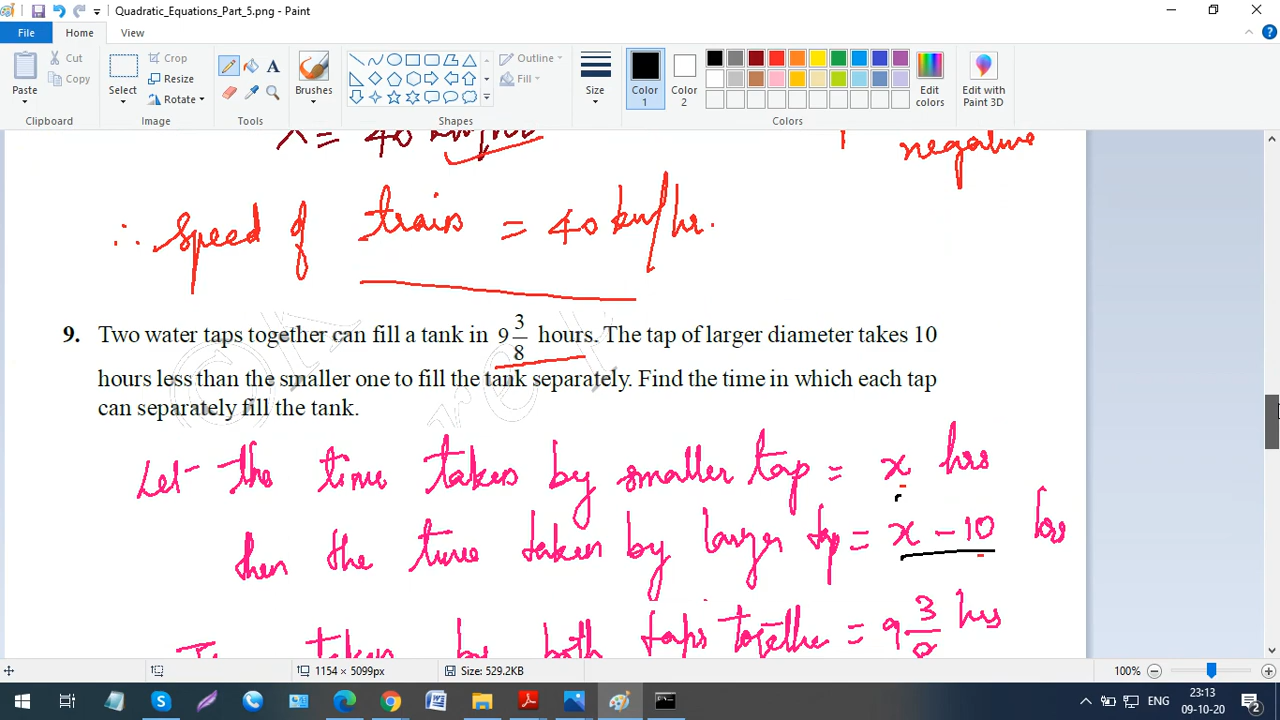 Quadratic_Equations_Part_5.png - Paint
File Home View
Paste Cut Copy Clipboard
Select Crop Resize Rotate Image
Tools
Brushes
Shapes Outline Fill
Size
Color 1 Color 2 Colors
Edit colors
Edit with Paint 3D
x = 40 km/hr
negative
∴ Speed of train = 40 km/hr.
9. Two water taps together can fill a tank in 9 3/8 hours. The tap of larger diameter takes 10
hours less than the smaller one to fill the tank separately. Find the time in which each tap
can separately fill the tank.
Let the time taken by smaller tap = x hrs
then the time taken by larger tap = x - 10 hrs
taken by both taps together = 9 3/8 hrs
1154 × 5099px Size: 529.2KB 100%
ENG 23:13
09-10-20 2